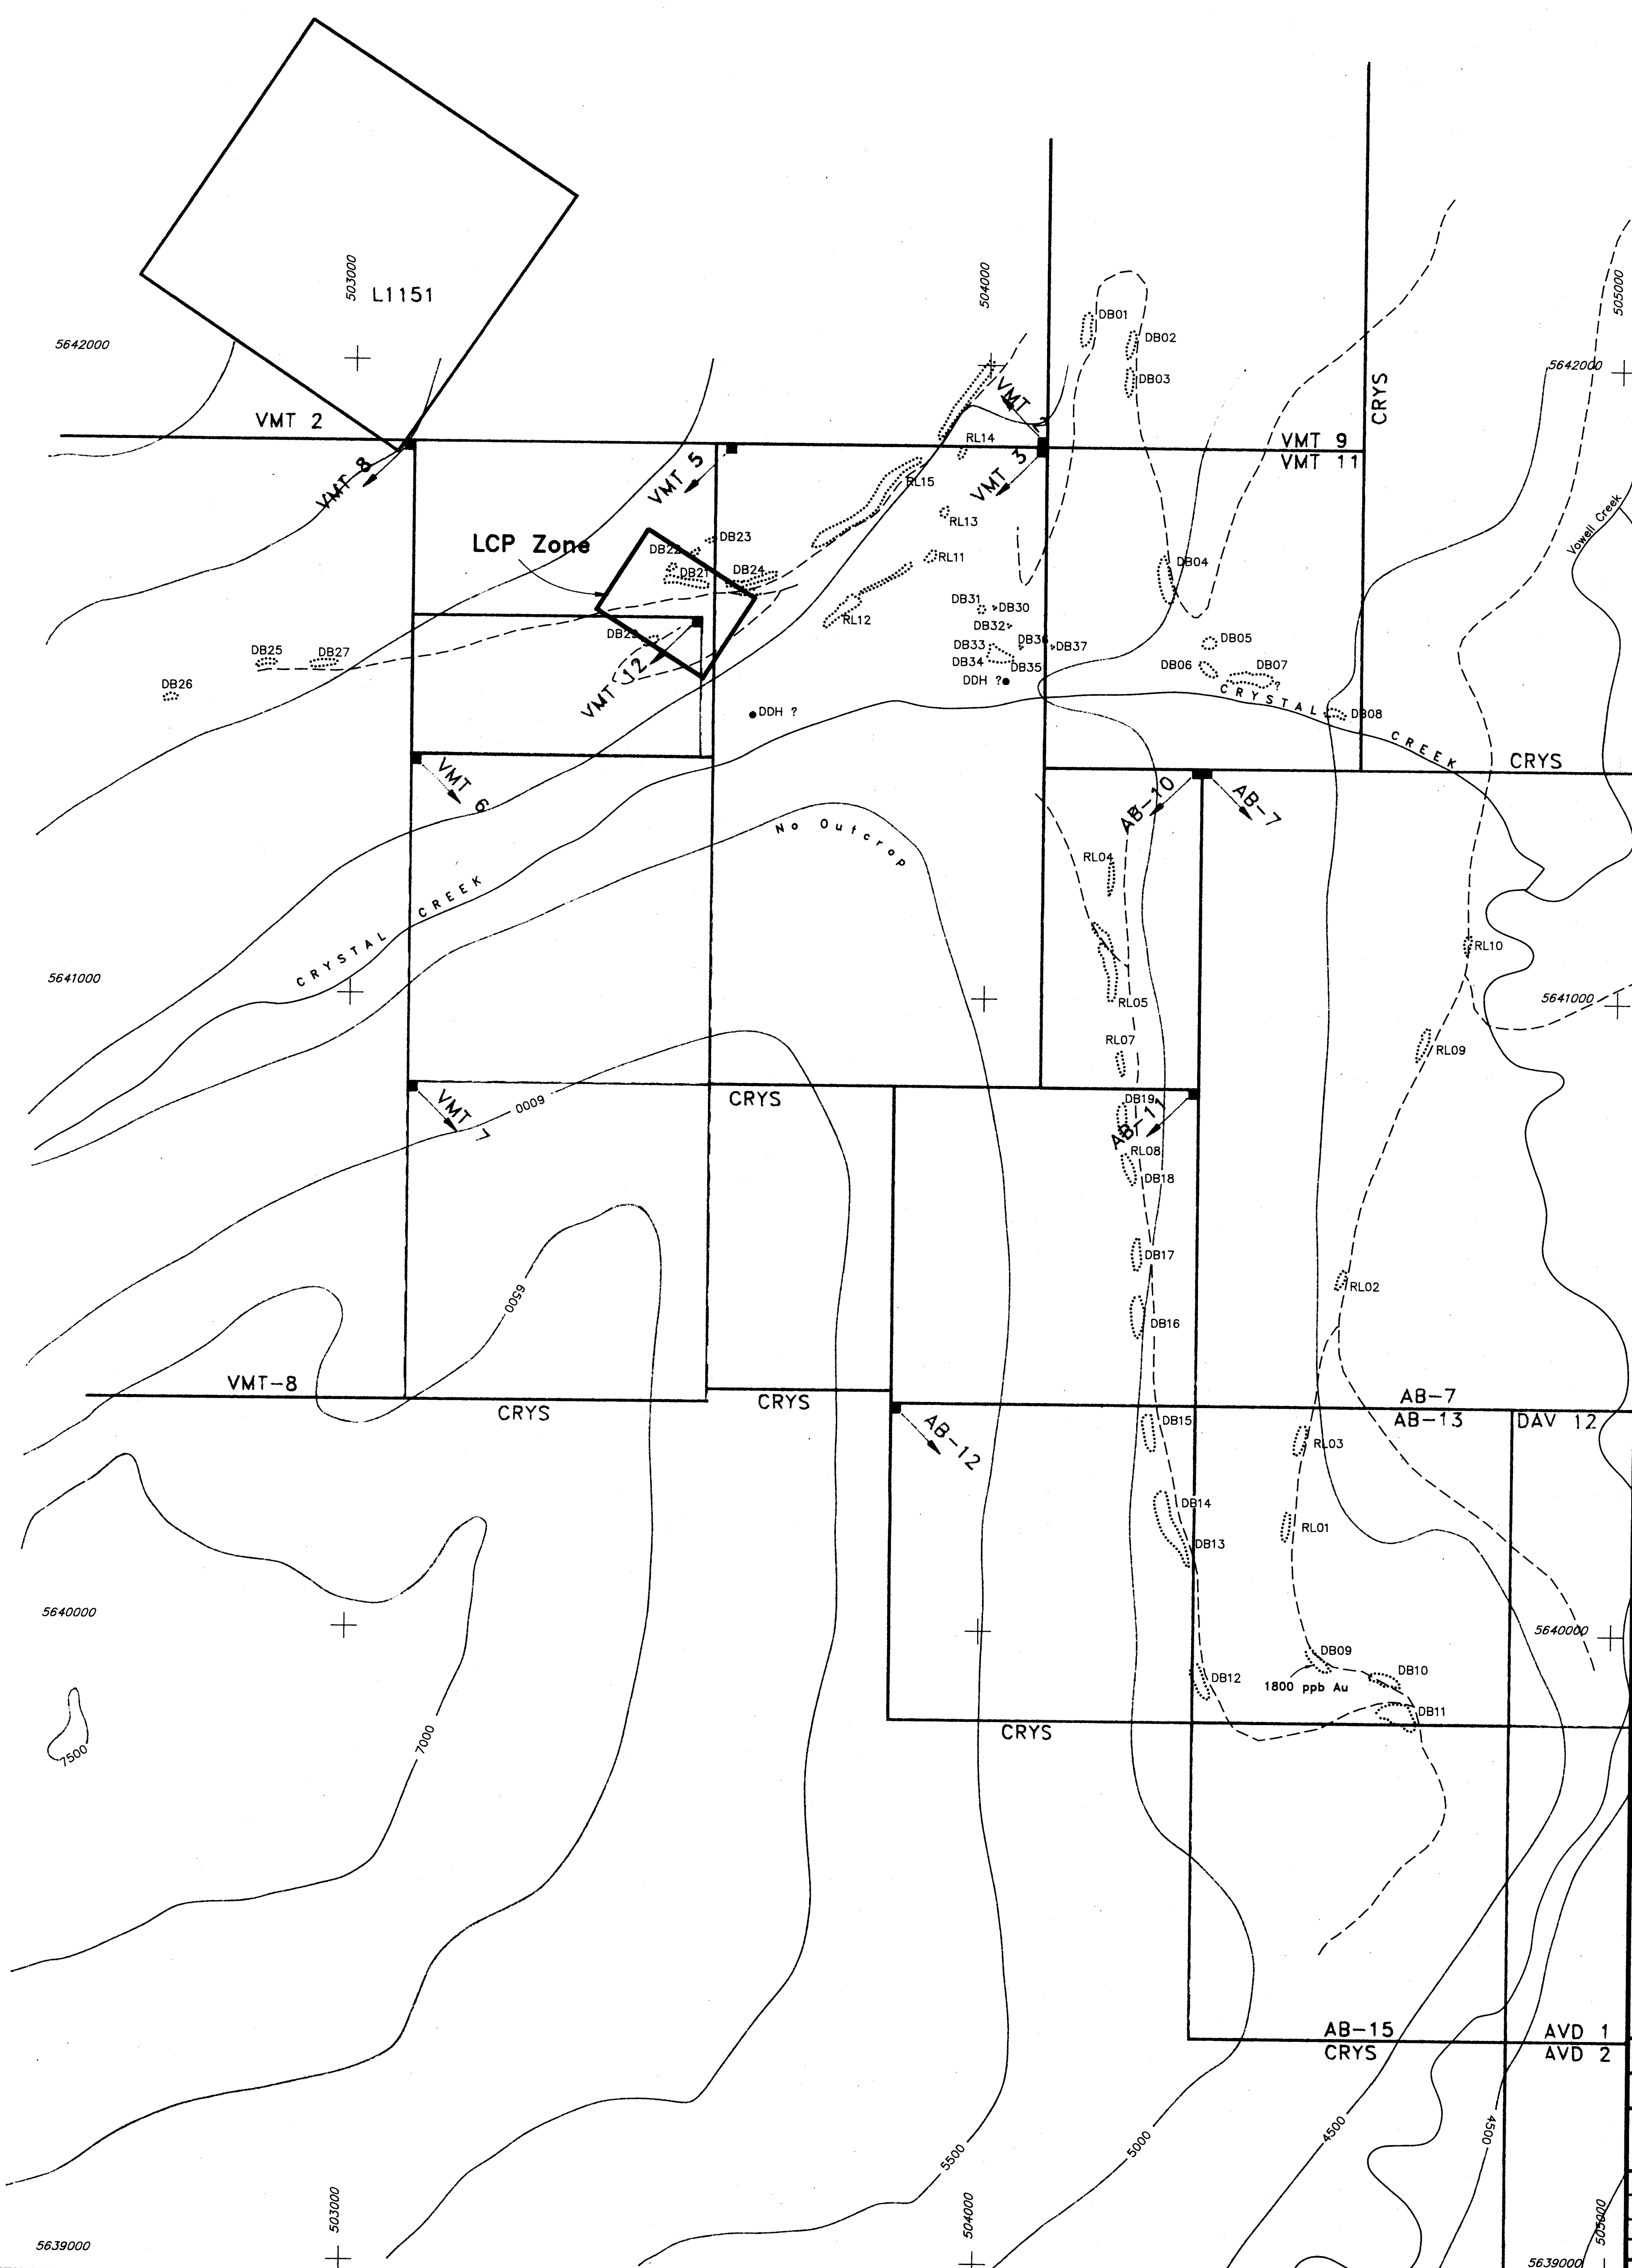 503000
L1151
504000
505000
DB01
DB02
5642000
5642000
DB03
CRYS
VMT 2
VMT
RL14
VMT 9
VMT 11
VMT 8
VMT 5
VMT 3
RL15
Vowell Creek
RL13
LCP Zone
DB22
DB23
RL11
DB21
DB24
DB04
DB31
DB30
RL12
DB32
DB36
DB37
DB05
DB33
DB25
DB27
DB34
DB35
DB06
DB07
?
DB26
DDH ?
VMT 12
CRYSTAL
DB08
DDH ?
CREEK
CRYS
VMT 6
AB-10
AB-7
No Outcrop
RL04
CRYSTAL CREEK
RL10
5641000
5641000
RL05
RL07
RL09
CRYS
6000
VMT 7
DB19
AB-11
RL08
DB18
DB17
6500
RL02
DB16
VMT-8
CRYS
CRYS
AB-7
AB-13
DAV 12
AB-12
DB15
RL03
DB14
RL01
DB13
5640000
5640000
DB09
DB12
DB10
1800 ppb Au
DB11
CRYS
7000
7500
AB-15
AVD 1
CRYS
AVD 2
4500
4500
5000
5500
503000
504000
505000
5639000
5639000